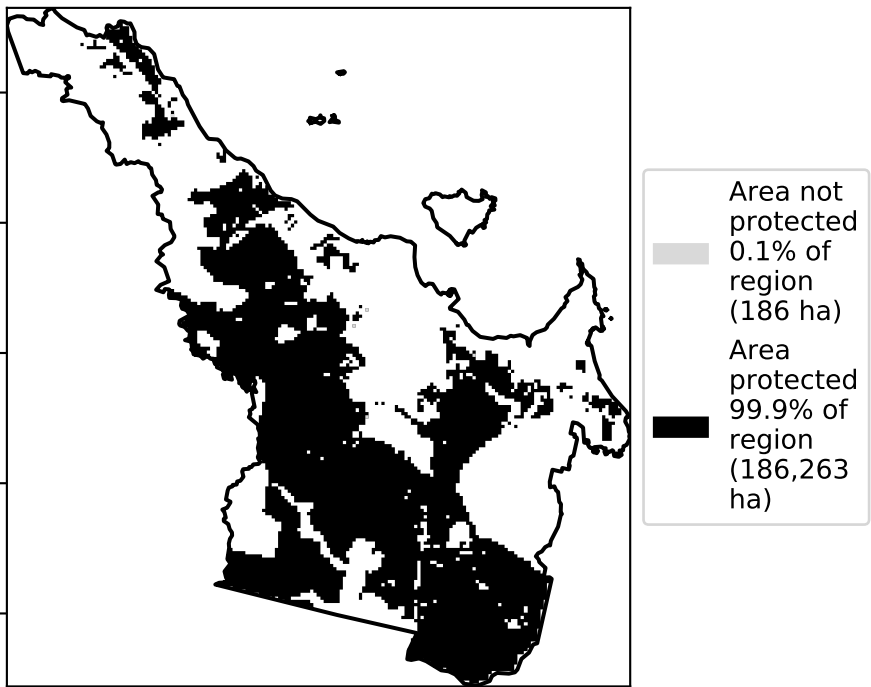 Area not
protected
0.1% of
region
(186 ha)
Area
protected
99.9% of
region
(186,263
ha)